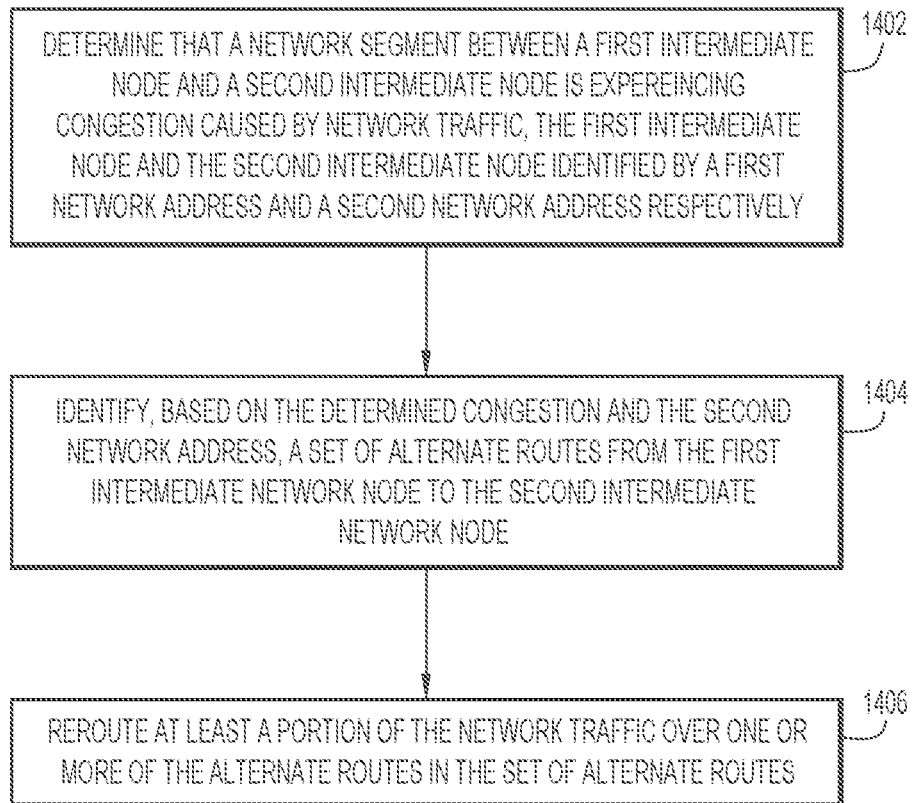 DETERMINE THAT A NETWORK SEGMENT BETWEEN A FIRST INTERMEDIATE
NODE AND A SECOND INTERMEDIATE NODE IS EXPEREINCING
CONGESTION CAUSED BY NETWORK TRAFFIC, THE FIRST INTERMEDIATE
NODE AND THE SECOND INTERMEDIATE NODE IDENTIFIED BY A FIRST
NETWORK ADDRESS AND A SECOND NETWORK ADDRESS RESPECTIVELY
1402
IDENTIFY, BASED ON THE DETERMINED CONGESTION AND THE SECOND
NETWORK ADDRESS, A SET OF ALTERNATE ROUTES FROM THE FIRST
INTERMEDIATE NETWORK NODE TO THE SECOND INTERMEDIATE
NETWORK NODE
1404
REROUTE AT LEAST A PORTION OF THE NETWORK TRAFFIC OVER ONE OR
MORE OF THE ALTERNATE ROUTES IN THE SET OF ALTERNATE ROUTES
1406